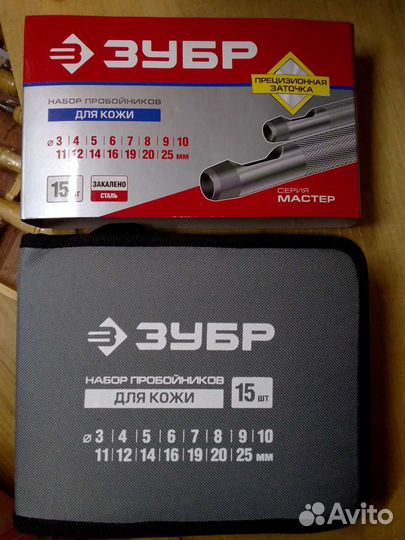 ЗУБР
ПРЕЦИЗИОННАЯ
ЗАТОЧКА
НАБОР ПРОБОЙНИКОВ
ДЛЯ КОЖИ
⌀ 3 | 4 | 5 | 6 | 7 | 8 | 9 | 10
11 | 12 | 14 | 16 | 19 | 20 | 25 мм
15 шт
ЗАКАЛЕНО
СТАЛЬ
СЕРИЯ
МАСТЕР
ЗУБР
НАБОР ПРОБОЙНИКОВ
ДЛЯ КОЖИ
15 шт
⌀ 3 | 4 | 5 | 6 | 7 | 8 | 9 | 10
11 | 12 | 14 | 16 | 19 | 20 | 25 мм
Avito